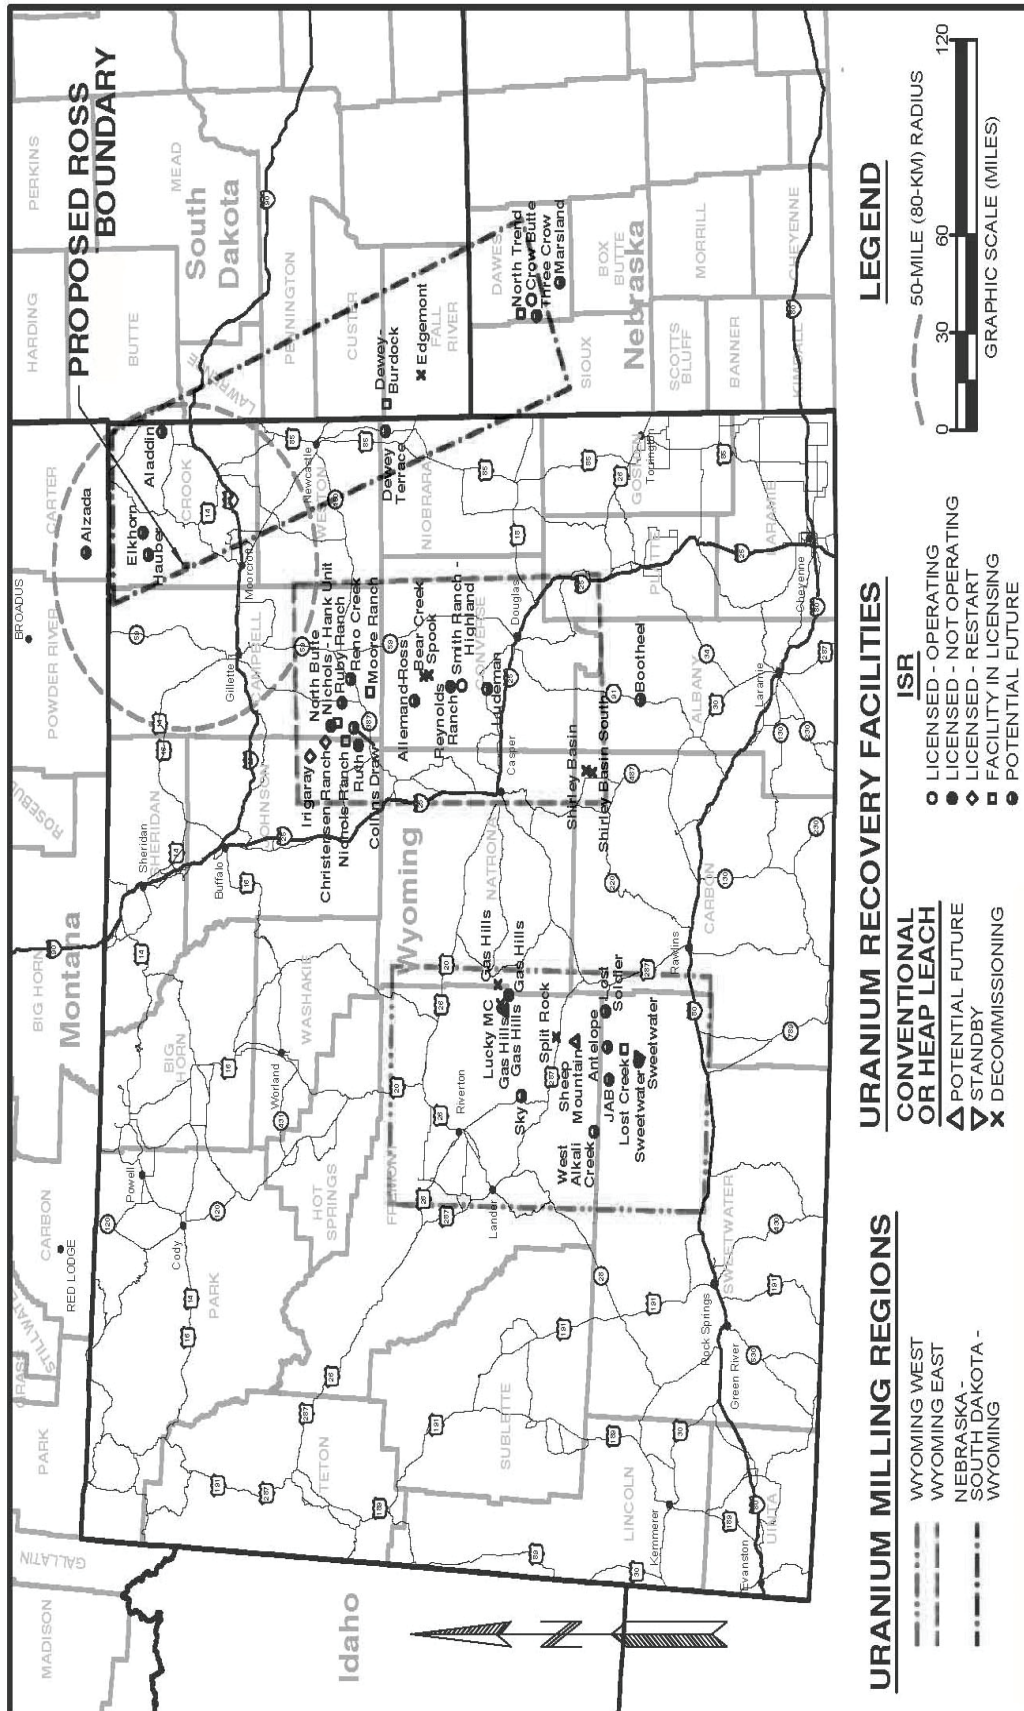 PROPOSED ROSS
BOUNDARY
Montana
South
Dakota
Wyoming
Nebraska
Idaho
MADISON
GALLATIN
PARK
STILLWATER
CARBON
RED LODGE
BIG HORN
ROSEBUD
POWDER RIVER
BROADUS
CARTER
HARDING
PERKINS
BUTTE
MEAD
LAWRENCE
PENNINGTON
CUSTER
FALL
RIVER
DAWES
SIOUX
BOX
BUTTE
SCOTTS
BLUFF
MORRILL
BANNER
KIMBALL
CHEYENNE
PARK
BIG
HORN
SHERIDAN
JOHNSON
CAMPBELL
CROOK
WESTON
WASHAKIE
HOT
SPRINGS
TETON
FREMONT
NATRONA
CONVERSE
NIOBRARA
SUBLETTE
LINCOLN
SWEETWATER
CARBON
ALBANY
PLATTE
GOSHEN
LARAMIE
UINTA
Powell
Cody
Worland
Sheridan
Buffalo
Gillette
Moorcroft
Newcastle
Riverton
Lander
Casper
Douglas
Torrington
Rawlins
Laramie
Cheyenne
Rock Springs
Green River
Kemmerer
Evanston
Alzada
Aladdin
Elkhorn
Hauber
Dewey
Terrace
Dewey-
Burdock
Edgemont
North Trend
Crow Butte
Three Crow
Marsland
North Butte
Nichols - Hank Unit
Ruby Ranch
Reno Creek
Moore Ranch
Irigaray
Christensen Ranch
Nichols Ranch
Ruth
Collins Draw
Alleman-Ross
Bear Creek
Spook
Reynolds
Ranch
Smith Ranch -
Highland
Ludeman
Shirley Basin
Shirley Basin South
Bootheel
Lucky MC
Gas Hills
Gas Hills
Gas Hills
Gas Hills
Sky
Split Rock
Sheep
Mountain
West
Alkali
Creek
Antelope
JAB
Lost
Soldier
Lost Creek
Sweetwater
Sweetwater
URANIUM MILLING REGIONS
WYOMING WEST
WYOMING EAST
NEBRASKA -
SOUTH DAKOTA -
WYOMING
URANIUM RECOVERY FACILITIES
CONVENTIONAL
OR HEAP LEACH
POTENTIAL FUTURE
STANDBY
DECOMMISSIONING
ISR
LICENSED - OPERATING
LICENSED - NOT OPERATING
LICENSED - RESTART
FACILITY IN LICENSING
POTENTIAL FUTURE
LEGEND
50-MILE (80-KM) RADIUS
0 30 60 120
GRAPHIC SCALE (MILES)
N